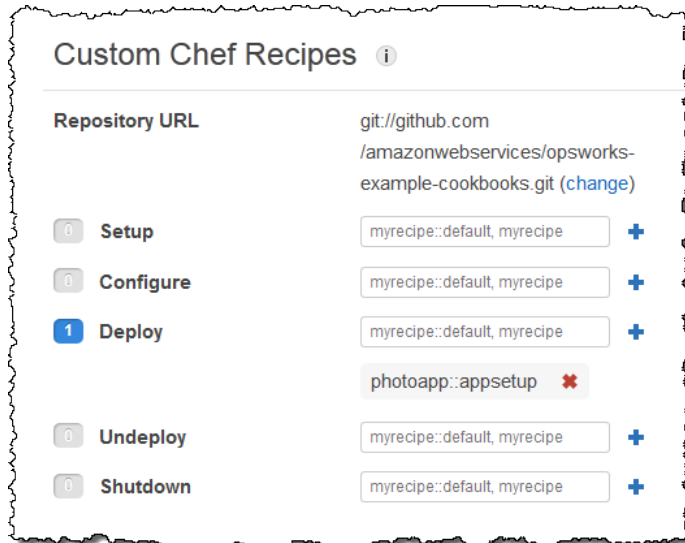 Custom Chef Recipes i
Repository URL
git://github.com
/amazonwebservices/opsworks-
example-cookbooks.git (change)
0 Setup myrecipe::default, myrecipe
0 Configure myrecipe::default, myrecipe
1 Deploy myrecipe::default, myrecipe
photoapp::appsetup
0 Undeploy myrecipe::default, myrecipe
0 Shutdown myrecipe::default, myrecipe